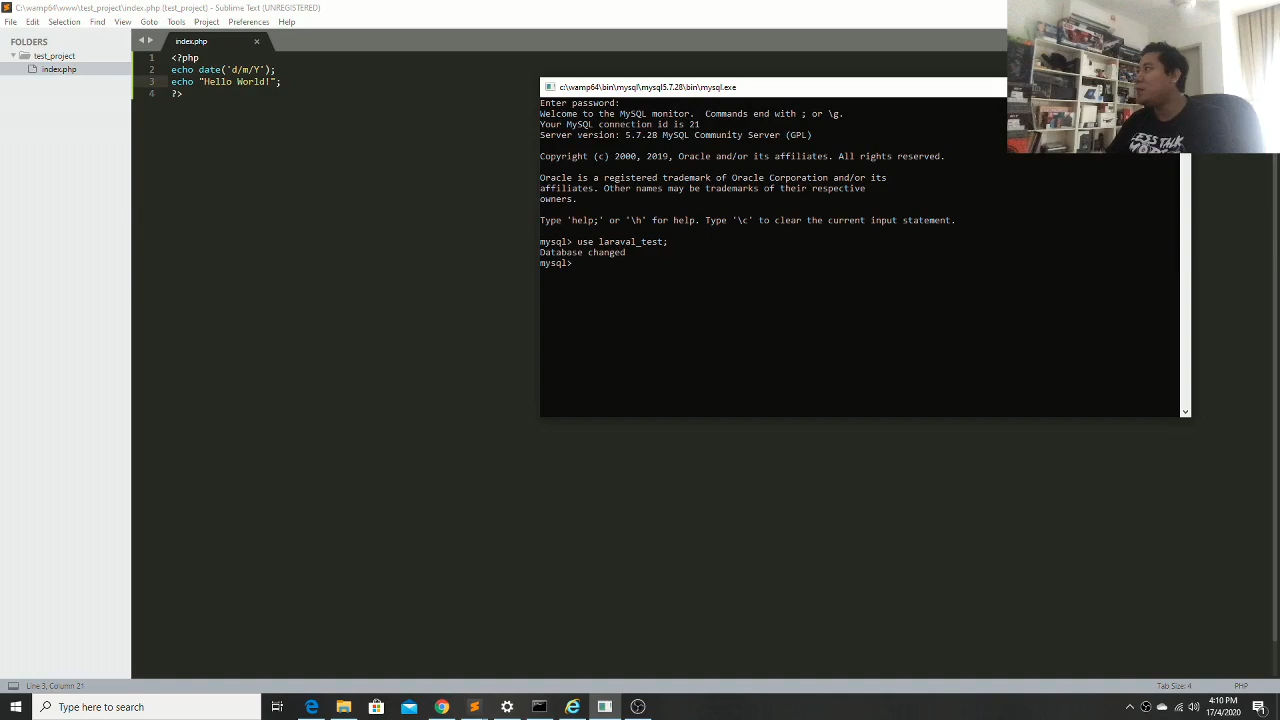 C:\wamp64\www\test_project\index.php (test_project) - Sublime Text (UNREGISTERED)
File Edit Selection Find View Goto Tools Project Preferences Help
FOLDERS
test_project
index.php
index.php
1 <?php
2 echo date('d/m/Y');
3 echo "Hello World!";
4 ?>
c:\wamp64\bin\mysql\mysql5.7.28\bin\mysql.exe
Enter password:
Welcome to the MySQL monitor.  Commands end with ; or \g.
Your MySQL connection id is 21
Server version: 5.7.28 MySQL Community Server (GPL)
Copyright (c) 2000, 2019, Oracle and/or its affiliates. All rights reserved.
Oracle is a registered trademark of Oracle Corporation and/or its
affiliates. Other names may be trademarks of their respective
owners.
Type 'help;' or '\h' for help. Type '\c' to clear the current input statement.
mysql> use laraval_test;
Database changed
mysql>
Line 3, Column 21
Tab Size: 4
PHP
Type here to search
4:10 PM
17/4/2020